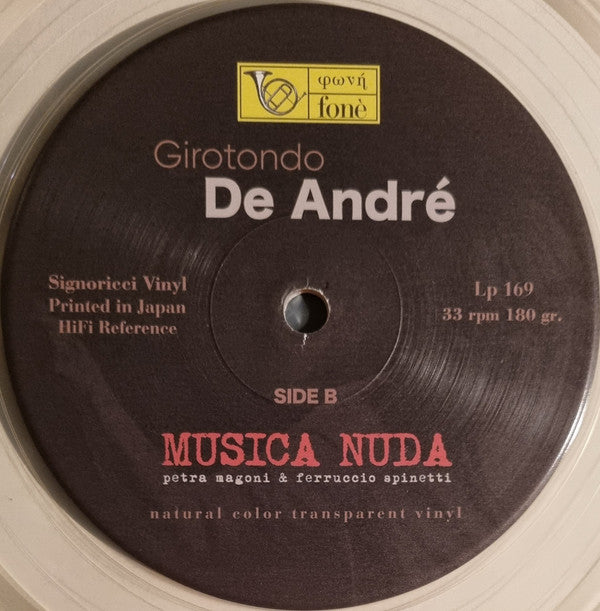 φωνή
fonè
Girotondo
De André
Signoricci Vinyl
Printed in Japan
HiFi Reference
Lp 169
33 rpm 180 gr.
SIDE B
MUSICA NUDA
petra magoni & ferruccio spinetti
natural color transparent vinyl